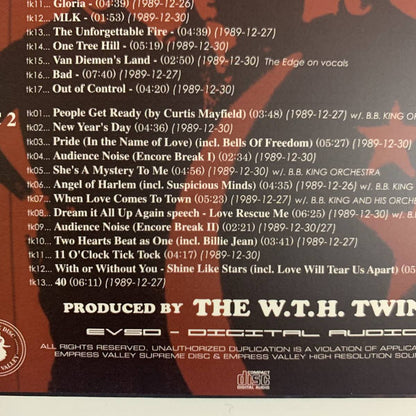 tk11... Gloria - (04:39) (1989-12-26)
tk12... MLK - (01:53) (1989-12-30)
tk13... The Unforgettable Fire - (04:39) (1989-12-27)
tk14... One Tree Hill - (05:19) (1989-12-30)
tk15... Van Diemen's Land - (02:50) (1989-12-30) The Edge on vocals
tk16... Bad - (07:40) (1989-12-27)
tk17... Out of Control - (04:20) (1989-12-30)
2
tk01... People Get Ready (by Curtis Mayfield) (03:48) (1989-12-27) w/. B.B. KING OR
tk02... New Year's Day (04:36) (1989-12-30)
tk03... Pride (In the Name of Love) (incl. Bells Of Freedom) (05:27) (1989-12-30)
tk04... Audience Noise (Encore Break I) (02:34) (1989-12-30)
tk05... She's A Mystery To Me (04:56) (1989-12-30) w/. B.B. KING ORCHESTRA
tk06... Angel of Harlem (incl. Suspicious Minds) (04:35) (1989-12-26) w/. B.B. KING
tk07... When Love Comes To Town (05:23) (1989-12-27) w/. B.B. KING AND HIS ORCHE
tk08... Dream it All Up Again speech - Love Rescue Me (06:25) (1989-12-30) w/. B
tk09... Audience Noise (Encore Break II) (02:21) (1989-12-30/27)
tk10... Two Hearts Beat as One (incl. Billie Jean) (03:41) (1989-12-27)
tk11... 11 O'Clock Tick Tock (04:17) (1989-12-30)
tk12... With or Without You - Shine Like Stars (incl. Love Will Tear Us Apart) (05
tk13... 40 (06:11) (1989-12-27)
PRODUCED BY THE W.T.H. TWIN
EVSD - DIGITAL AUDIO
ALL RIGHTS RESERVED. UNAUTHORIZED DUPLICATION IS A VIOLATION OF APPLICA
EMPRESS VALLEY SUPREME DISC & EMPRESS VALLEY HIGH RESOLUTION SOU
COMPACT
disc
DIGITAL AUDIO